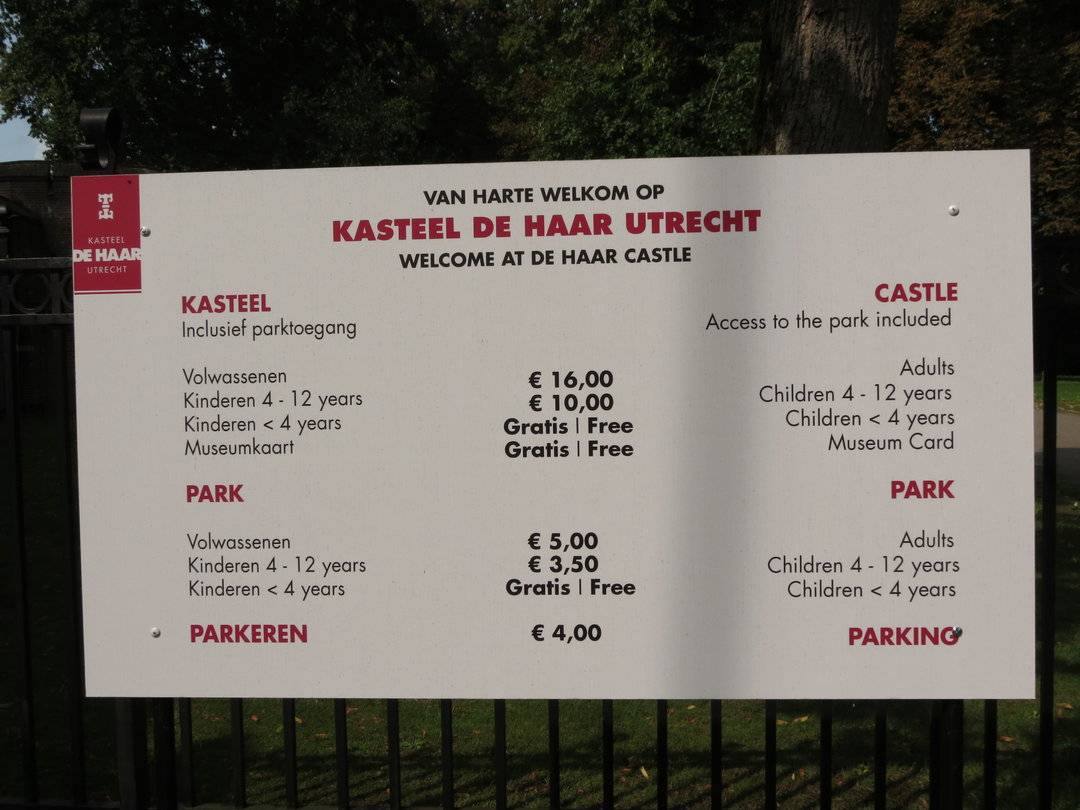 KASTEEL
DE HAAR
UTRECHT
VAN HARTE WELKOM OP
KASTEEL DE HAAR UTRECHT
WELCOME AT DE HAAR CASTLE
KASTEEL CASTLE
Inclusief parktoegang Access to the park included
Volwassenen € 16,00 Adults
Kinderen 4 - 12 years € 10,00 Children 4 - 12 years
Kinderen < 4 years Gratis | Free Children < 4 years
Museumkaart Gratis | Free Museum Card
PARK PARK
Volwassenen € 5,00 Adults
Kinderen 4 - 12 years € 3,50 Children 4 - 12 years
Kinderen < 4 years Gratis | Free Children < 4 years
PARKEREN € 4,00 PARKING